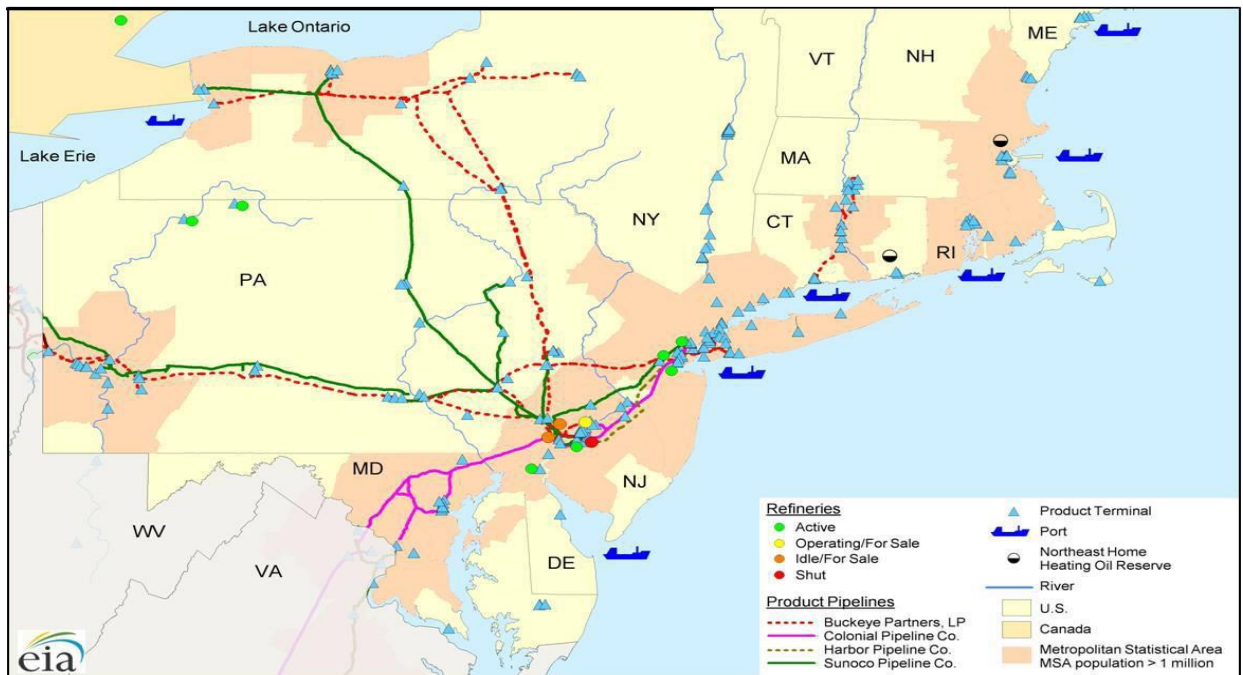 Lake Ontario
ME
VT
NH
Lake Erie
MA
NY
CT
RI
PA
MD
NJ
WV
VA
DE
Refineries
Active
Operating/For Sale
Idle/For Sale
Shut
Product Pipelines
Buckeye Partners, LP
Colonial Pipeline Co.
Harbor Pipeline Co.
Sunoco Pipeline Co.
Product Terminal
Port
Northeast Home
Heating Oil Reserve
River
U.S.
Canada
Metropolitan Statistical Area
MSA population > 1 million
eia